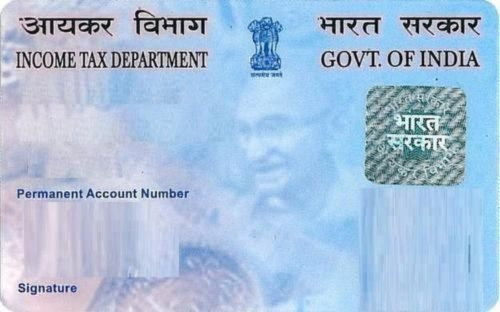 आयकर विभाग
INCOME TAX DEPARTMENT
भारत सरकार
GOVT. OF INDIA
सत्यमेव जयते
भारत
सरकार
Permanent Account Number
Signature